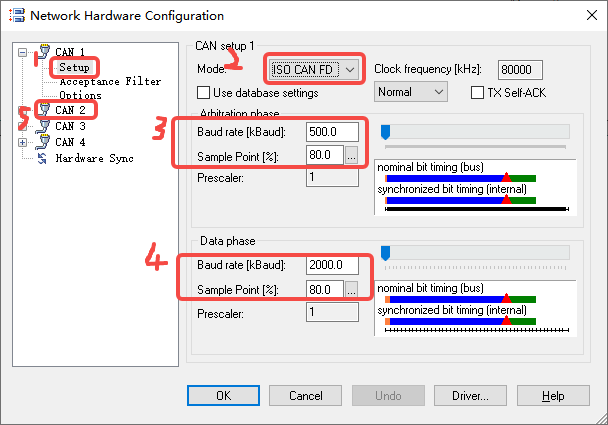 Network Hardware Configuration
CAN 1
1
Setup
Acceptance Filter
Options
5
CAN 2
CAN 3
CAN 4
Hardware Sync
CAN setup 1
2
Mode:
ISO CAN FD
Clock frequency [kHz]:
80000
Use database settings
Normal
TX Self-ACK
Arbitration phase
3
Baud rate [kBaud]:
500.0
Sample Point [%]:
80.0
...
Prescaler:
1
nominal bit timing (bus)
synchronized bit timing (internal)
Data phase
4
Baud rate [kBaud]:
2000.0
Sample Point [%]:
80.0
...
Prescaler:
1
nominal bit timing (bus)
synchronized bit timing (internal)
OK
Cancel
Undo
Driver...
Help